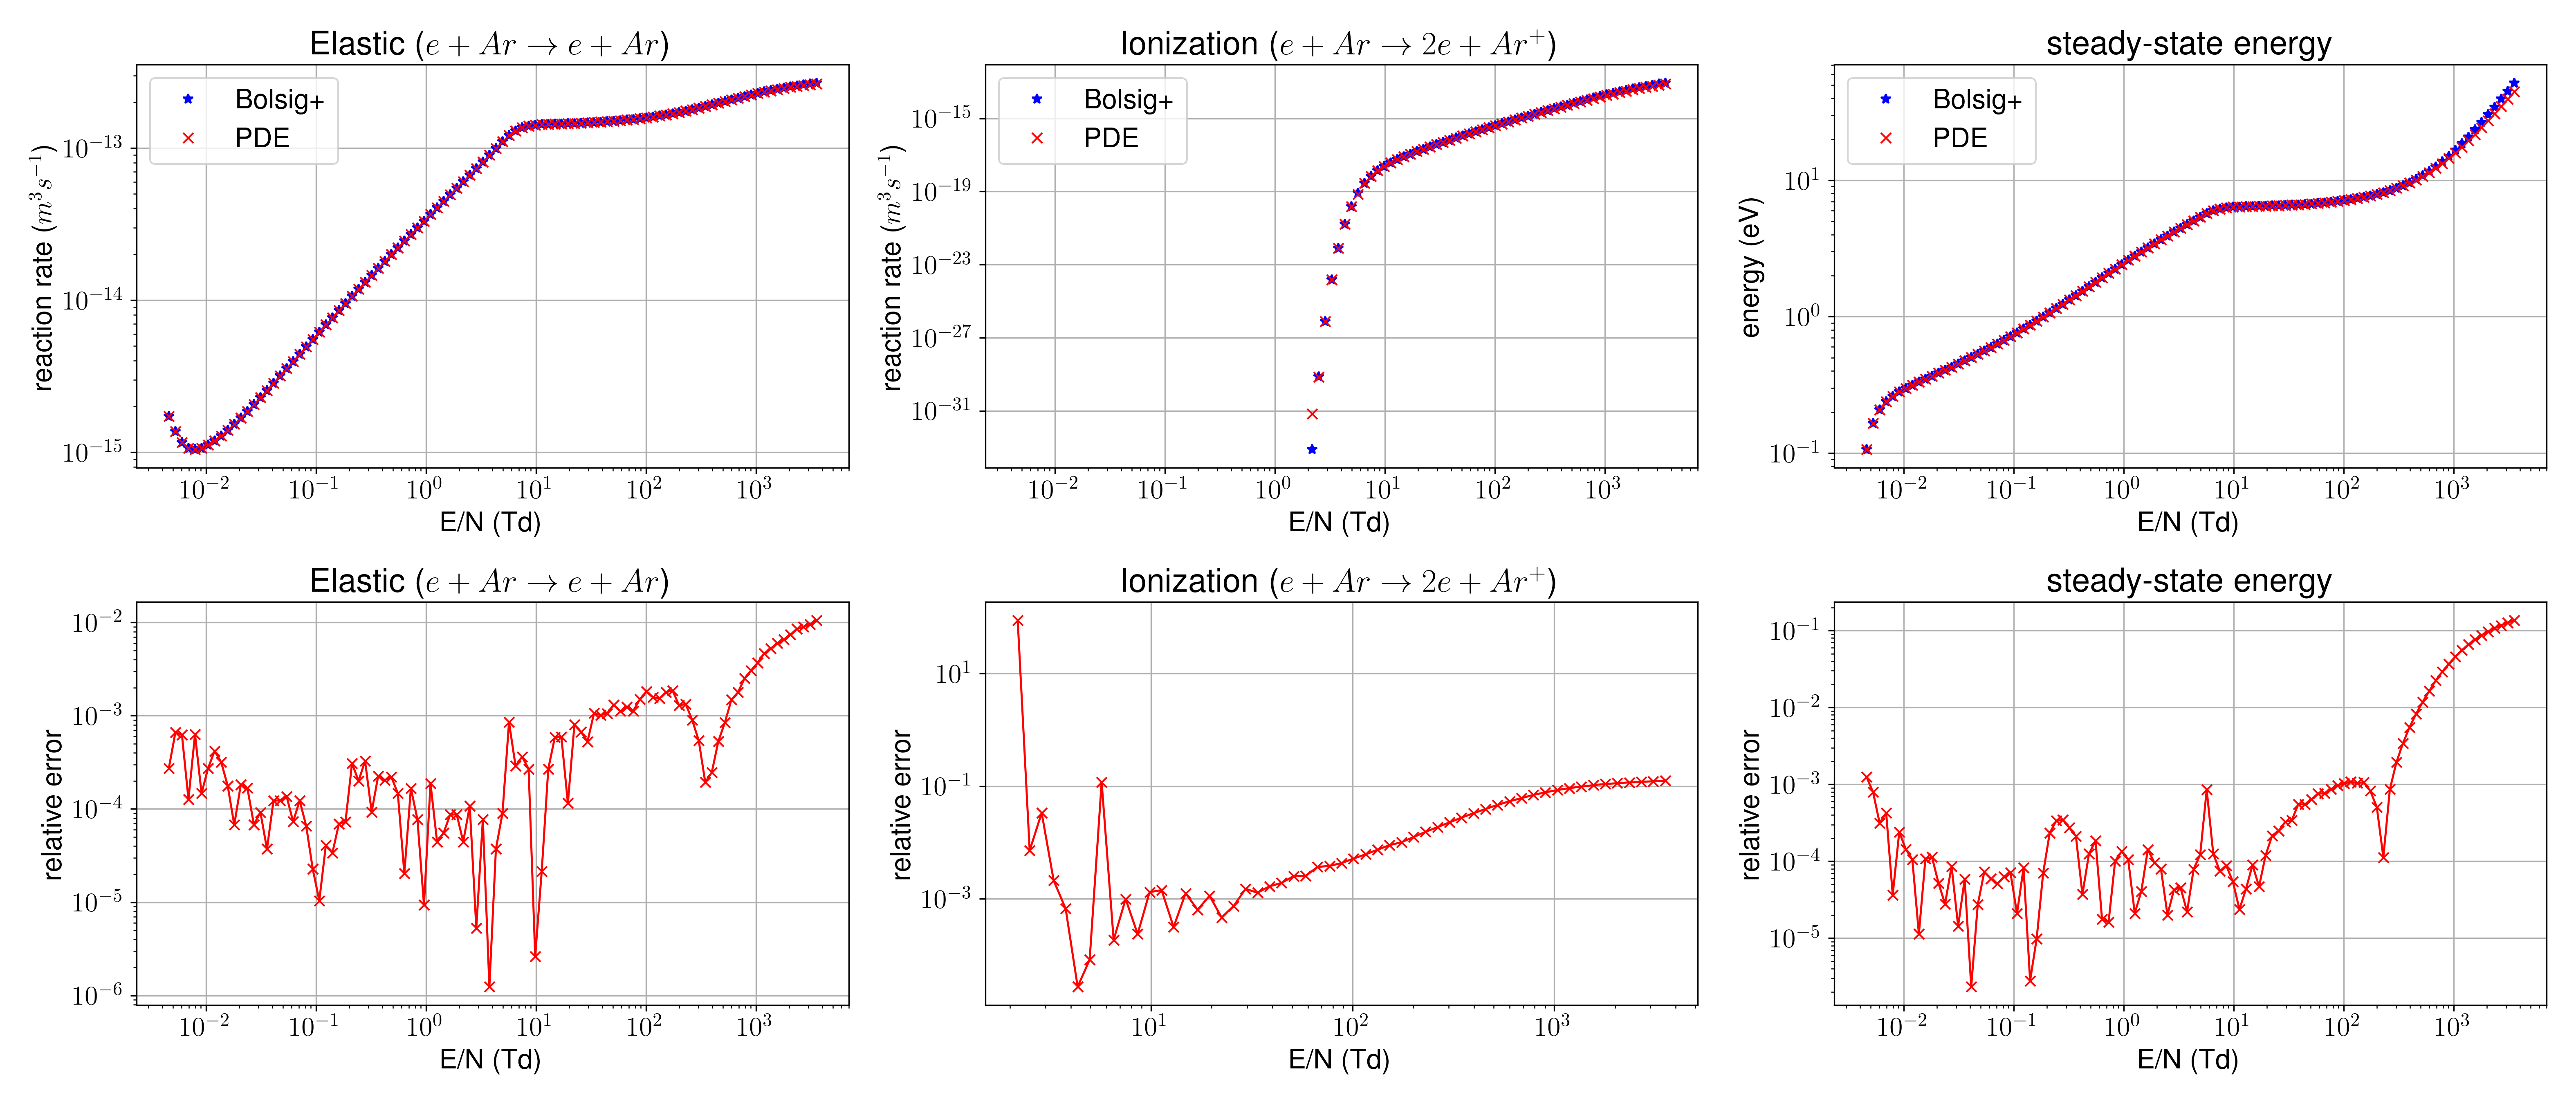 Elastic (e + Ar → e + Ar)
Bolsig+
PDE
reaction rate (m³s⁻¹)
10⁻¹³
10⁻¹⁴
10⁻¹⁵
10⁻² 10⁻¹ 10⁰ 10¹ 10² 10³
E/N (Td)
Ionization (e + Ar → 2e + Ar⁺)
Bolsig+
PDE
reaction rate (m³s⁻¹)
10⁻¹⁵
10⁻¹⁹
10⁻²³
10⁻²⁷
10⁻³¹
10⁻² 10⁻¹ 10⁰ 10¹ 10² 10³
E/N (Td)
steady-state energy
Bolsig+
PDE
energy (eV)
10¹
10⁰
10⁻¹
10⁻² 10⁻¹ 10⁰ 10¹ 10² 10³
E/N (Td)
Elastic (e + Ar → e + Ar)
relative error
10⁻²
10⁻³
10⁻⁴
10⁻⁵
10⁻⁶
10⁻² 10⁻¹ 10⁰ 10¹ 10² 10³
E/N (Td)
Ionization (e + Ar → 2e + Ar⁺)
relative error
10¹
10⁻¹
10⁻³
10¹ 10² 10³
E/N (Td)
steady-state energy
relative error
10⁻¹
10⁻²
10⁻³
10⁻⁴
10⁻⁵
10⁻² 10⁻¹ 10⁰ 10¹ 10² 10³
E/N (Td)